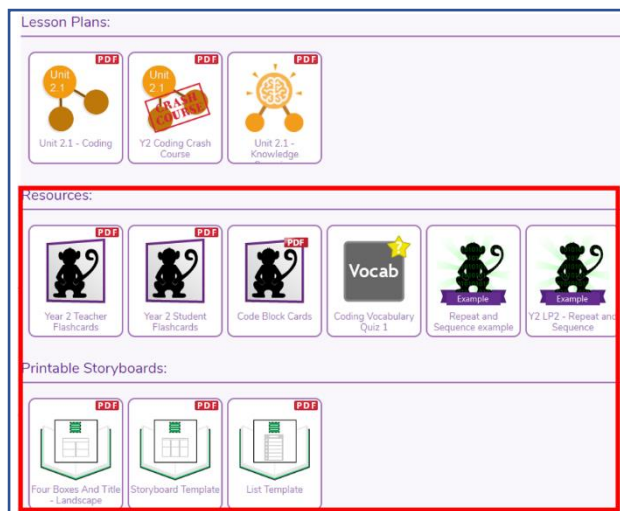 Lesson Plans:
PDF
PDF
PDF
Unit
2.1
Unit
2.1
CRASH
COURSE
Unit 2.1 - Coding
Y2 Coding Crash
Course
Unit 2.1 -
Knowledge
Resources:
PDF
PDF
PDF
?
Vocab
Example
Example
Year 2 Teacher
Flashcards
Year 2 Student
Flashcards
Code Block Cards
Coding Vocabulary
Quiz 1
Repeat and
Sequence example
Y2 LP2 - Repeat and
Sequence
Printable Storyboards:
PDF
PDF
PDF
Four Boxes And Title
- Landscape
Storyboard Template
List Template